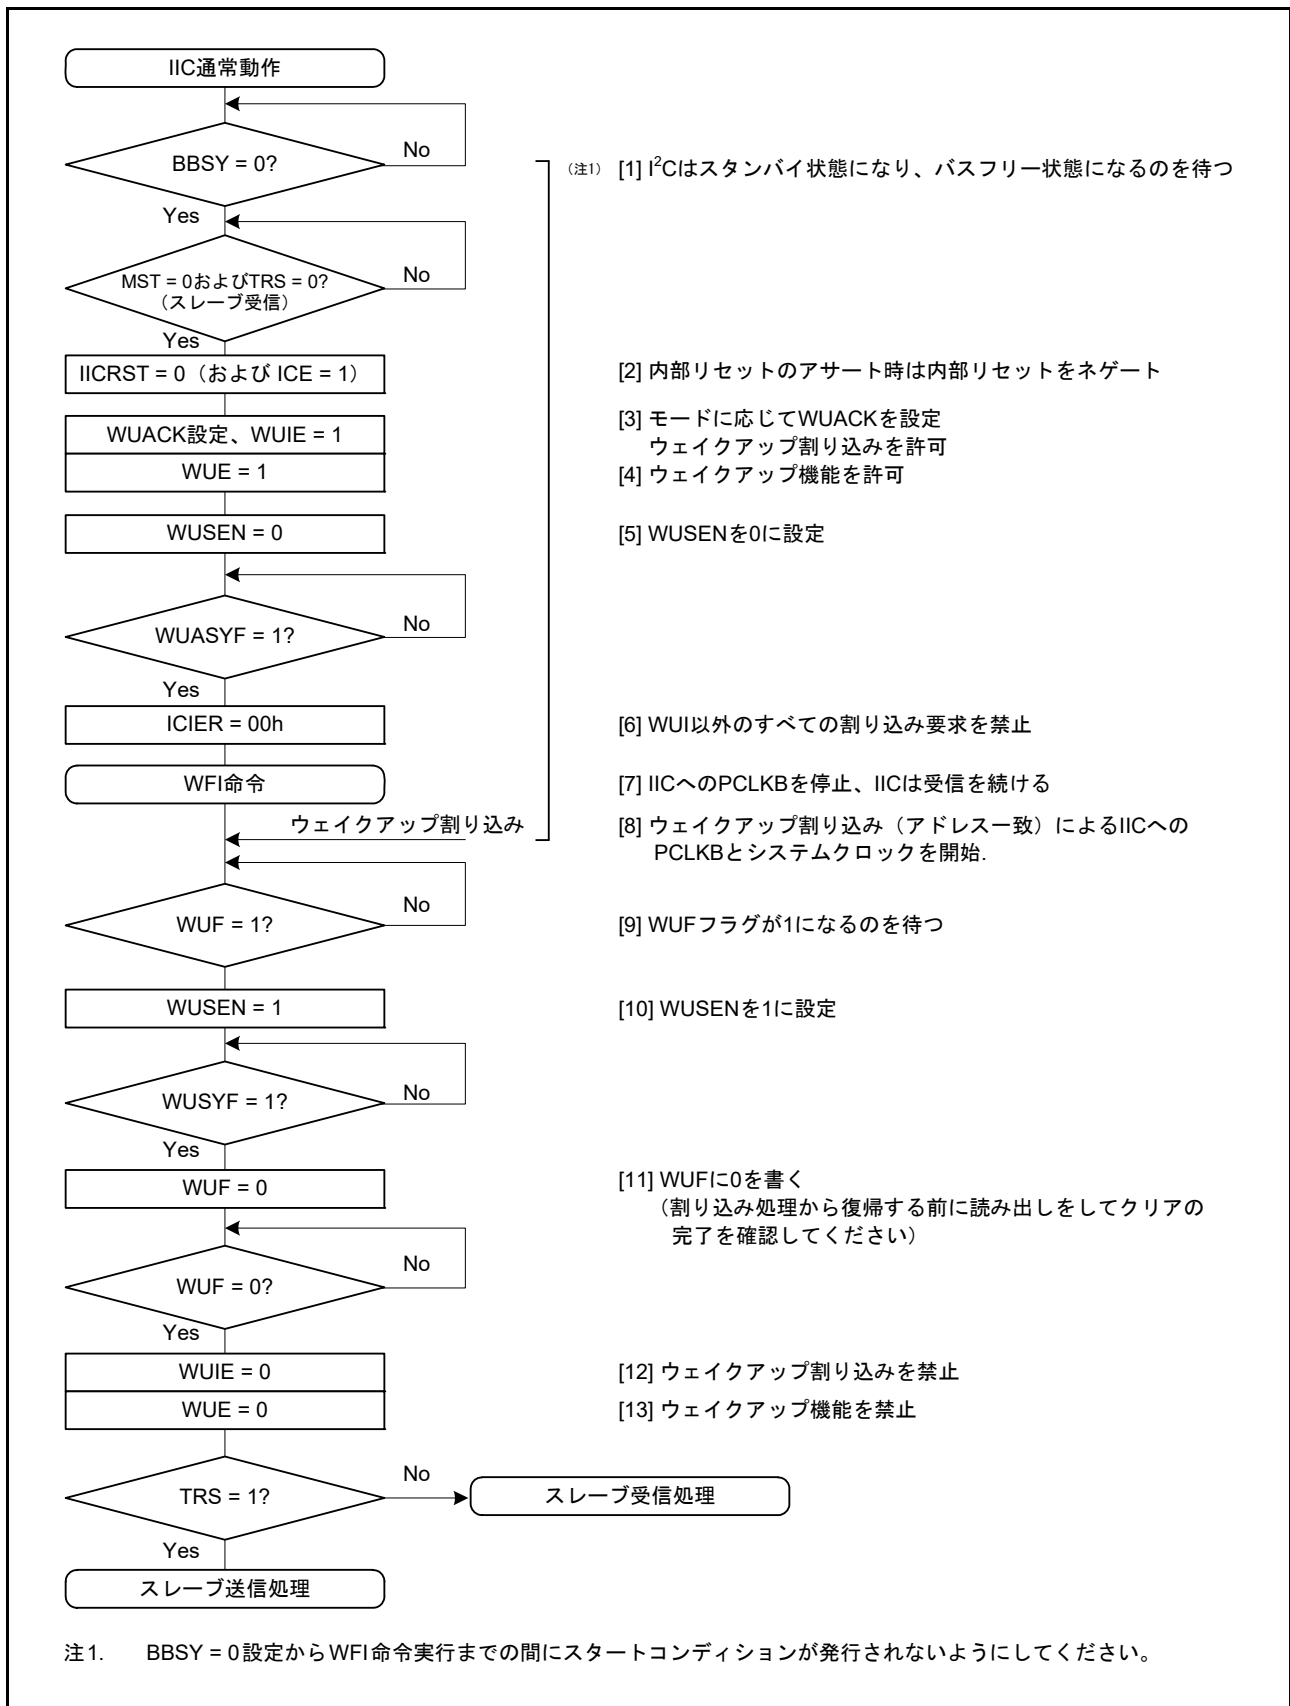 IIC通常動作
BBSY = 0?
No
（注1） [1] I²Cはスタンバイ状態になり、バスフリー状態になるのを待つ
Yes
MST = 0およびTRS = 0?
（スレーブ受信）
No
Yes
IICRST = 0（および ICE = 1）
[2] 内部リセットのアサート時は内部リセットをネゲート
WUACK設定、WUIE = 1
[3] モードに応じてWUACKを設定
ウェイクアップ割り込みを許可
WUE = 1
[4] ウェイクアップ機能を許可
WUSEN = 0
[5] WUSENを0に設定
WUASYF = 1?
No
Yes
ICIER = 00h
[6] WUI以外のすべての割り込み要求を禁止
WFI命令
[7] IICへのPCLKBを停止、IICは受信を続ける
ウェイクアップ割り込み
[8] ウェイクアップ割り込み（アドレス一致）によるIICへの
PCLKBとシステムクロックを開始.
WUF = 1?
No
[9] WUFフラグが1になるのを待つ
WUSEN = 1
[10] WUSENを1に設定
WUSYF = 1?
No
Yes
WUF = 0
[11] WUFに0を書く
（割り込み処理から復帰する前に読み出しをしてクリアの
完了を確認してください）
WUF = 0?
No
Yes
WUIE = 0
[12] ウェイクアップ割り込みを禁止
WUE = 0
[13] ウェイクアップ機能を禁止
TRS = 1?
No
スレーブ受信処理
Yes
スレーブ送信処理
注1. BBSY = 0設定からWFI命令実行までの間にスタートコンディションが発行されないようにしてください。